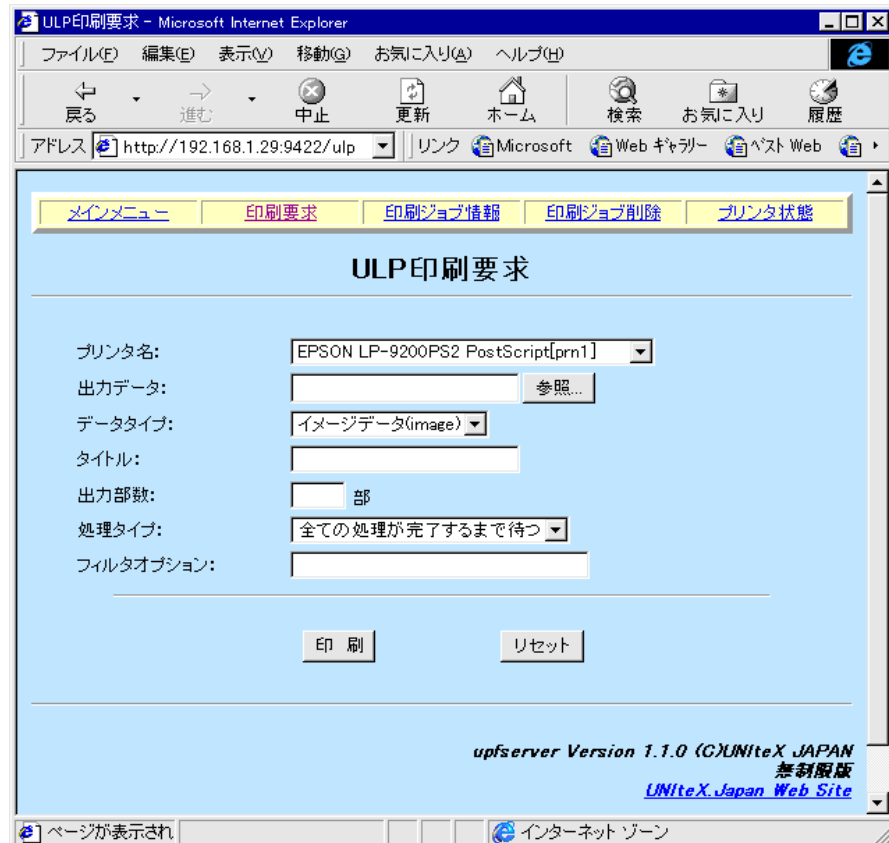 ULP印刷要求 - Microsoft Internet Explorer
ファイル(F) 編集(E) 表示(V) 移動(G) お気に入り(A) ヘルプ(H)
戻る 進む 中止 更新 ホーム 検索 お気に入り 履歴
アドレス http://192.168.1.29:9422/ulp リンク Microsoft Web ギャラリー ベスト Web
メインメニュー 印刷要求 印刷ジョブ情報 印刷ジョブ削除 プリンタ状態
ULP印刷要求
プリンタ名: EPSON LP-9200PS2 PostScript[prn1]
出力データ: 参照...
データタイプ: イメージデータ(image)
タイトル:
出力部数: 部
処理タイプ: 全ての処理が完了するまで待つ
フィルタオプション:
印 刷 リセット
upfserver Version 1.1.0 (C)UNIteX JAPAN
無制限版
UNIteX.Japan Web Site
ページが表示され インターネット ゾーン